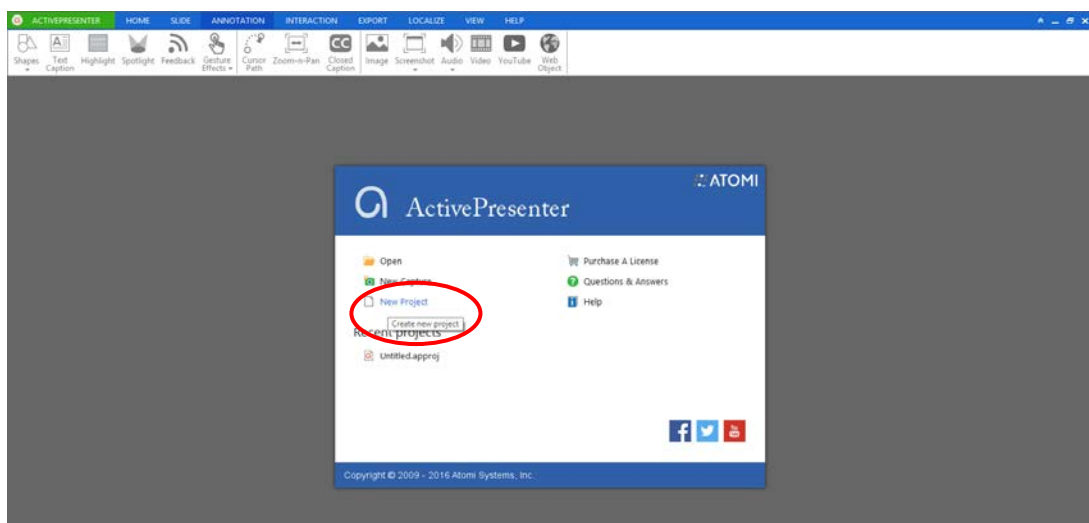 ACTIVEPRESENTER HOME SLIDE ANNOTATION INTERACTION EXPORT LOCALIZE VIEW HELP
Shapes Text Caption Highlight Spotlight Feedback Gesture Effects Cursor Path Zoom-n-Pan Closed Caption Image Screenshot Audio Video YouTube Web Object
CC
ATOMI
ActivePresenter
Open
Purchase A License
New Capture
Questions & Answers
New Project
Help
Create new project
Recent projects
Untitled.approj
You
Copyright © 2009 - 2016 Atomi Systems, Inc.